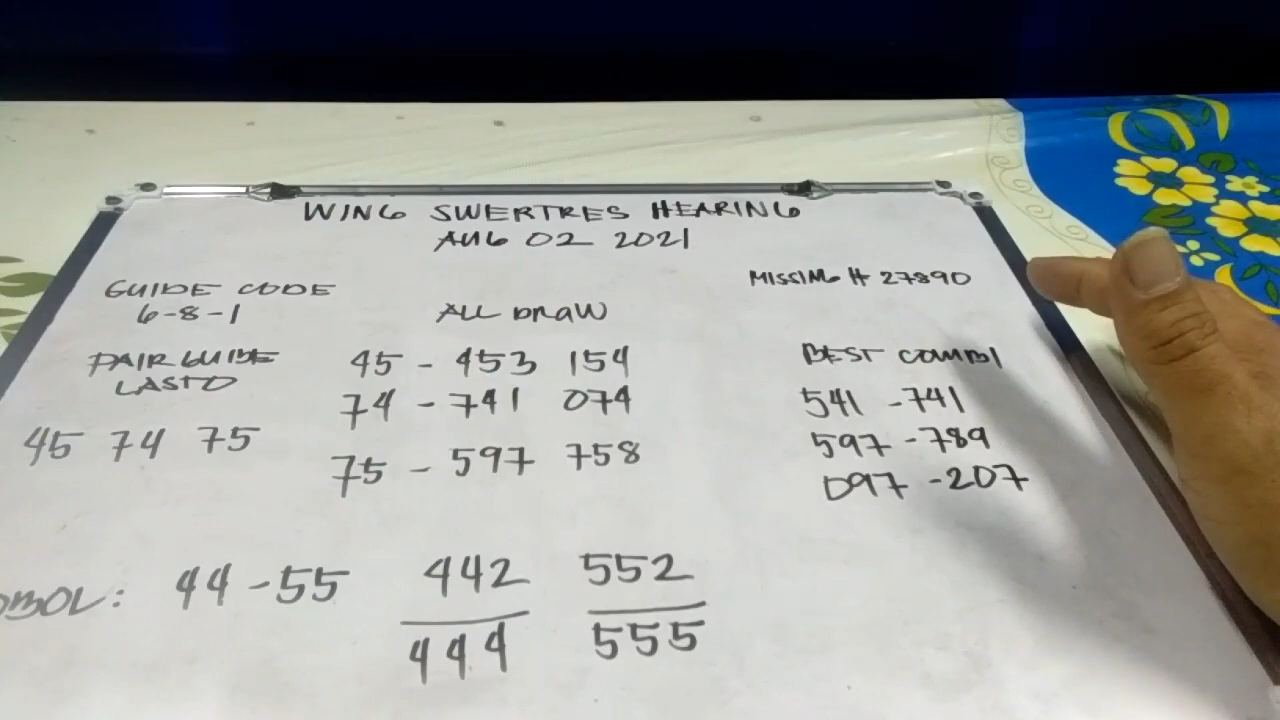 WING SWERTRES HEARING
AUG 02 2021
MISSING # 27890
GUIDE CODE
6-8-1
ALL DRAW
PAIR GUIDE
LASTO
45 74 75
45 - 453 154
74 - 741 074
75 - 597 758
BEST COMBI
541 - 741
597 - 789
097 - 207
44 - 55
442
444
552
555